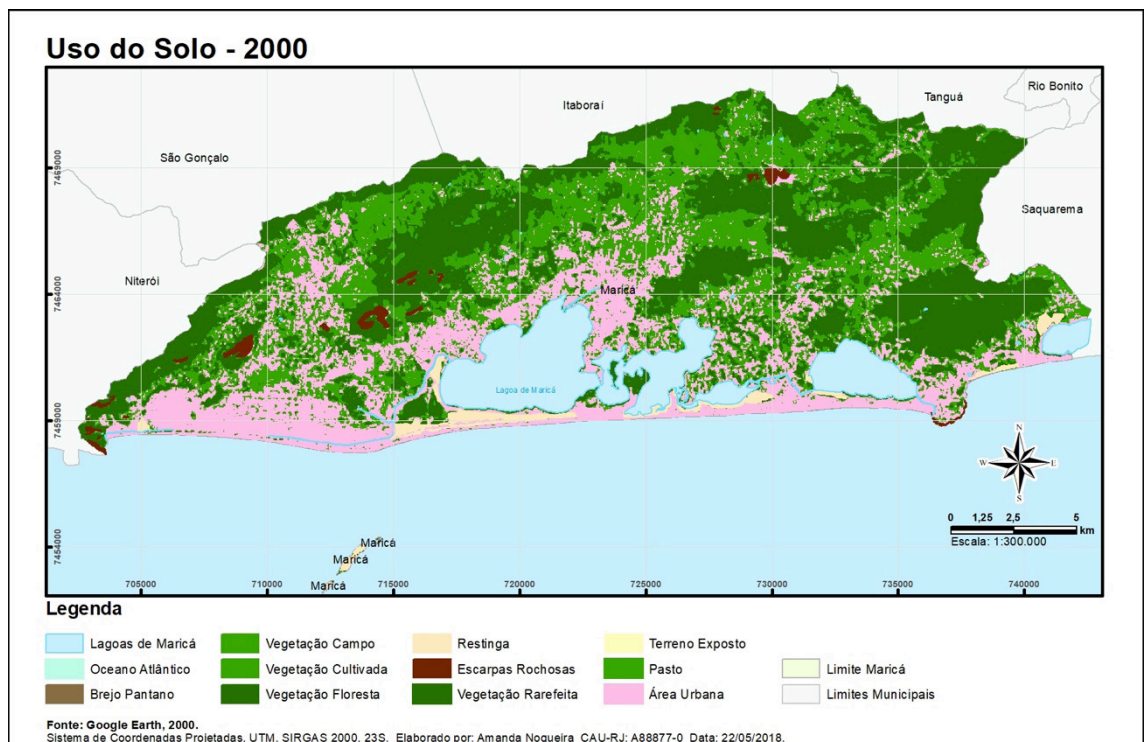 Uso do Solo - 2000
Rio Bonito
Tanguá
Itaboraí
São Gonçalo
Saquarema
Niterói
Maricá
Lagoa de Maricá
7469000
7464000
7459000
7454000
N
W E
S
0 1,25 2,5 5
km
Escala: 1:300.000
Maricá
Maricá
Maricá
705000 710000 715000 720000 725000 730000 735000 740000
Legenda
Lagoas de Maricá Vegetação Campo Restinga Terreno Exposto
Oceano Atlântico Vegetação Cultivada Escarpas Rochosas Pasto Limite Maricá
Brejo Pantano Vegetação Floresta Vegetação Rarefeita Área Urbana Limites Municipais
Fonte: Google Earth, 2000.
Sistema de Coordenadas Projetadas, UTM, SIRGAS 2000, 23S. Elaborado por: Amanda Nogueira CAU-RJ: A88877-0 Data: 22/05/2018.